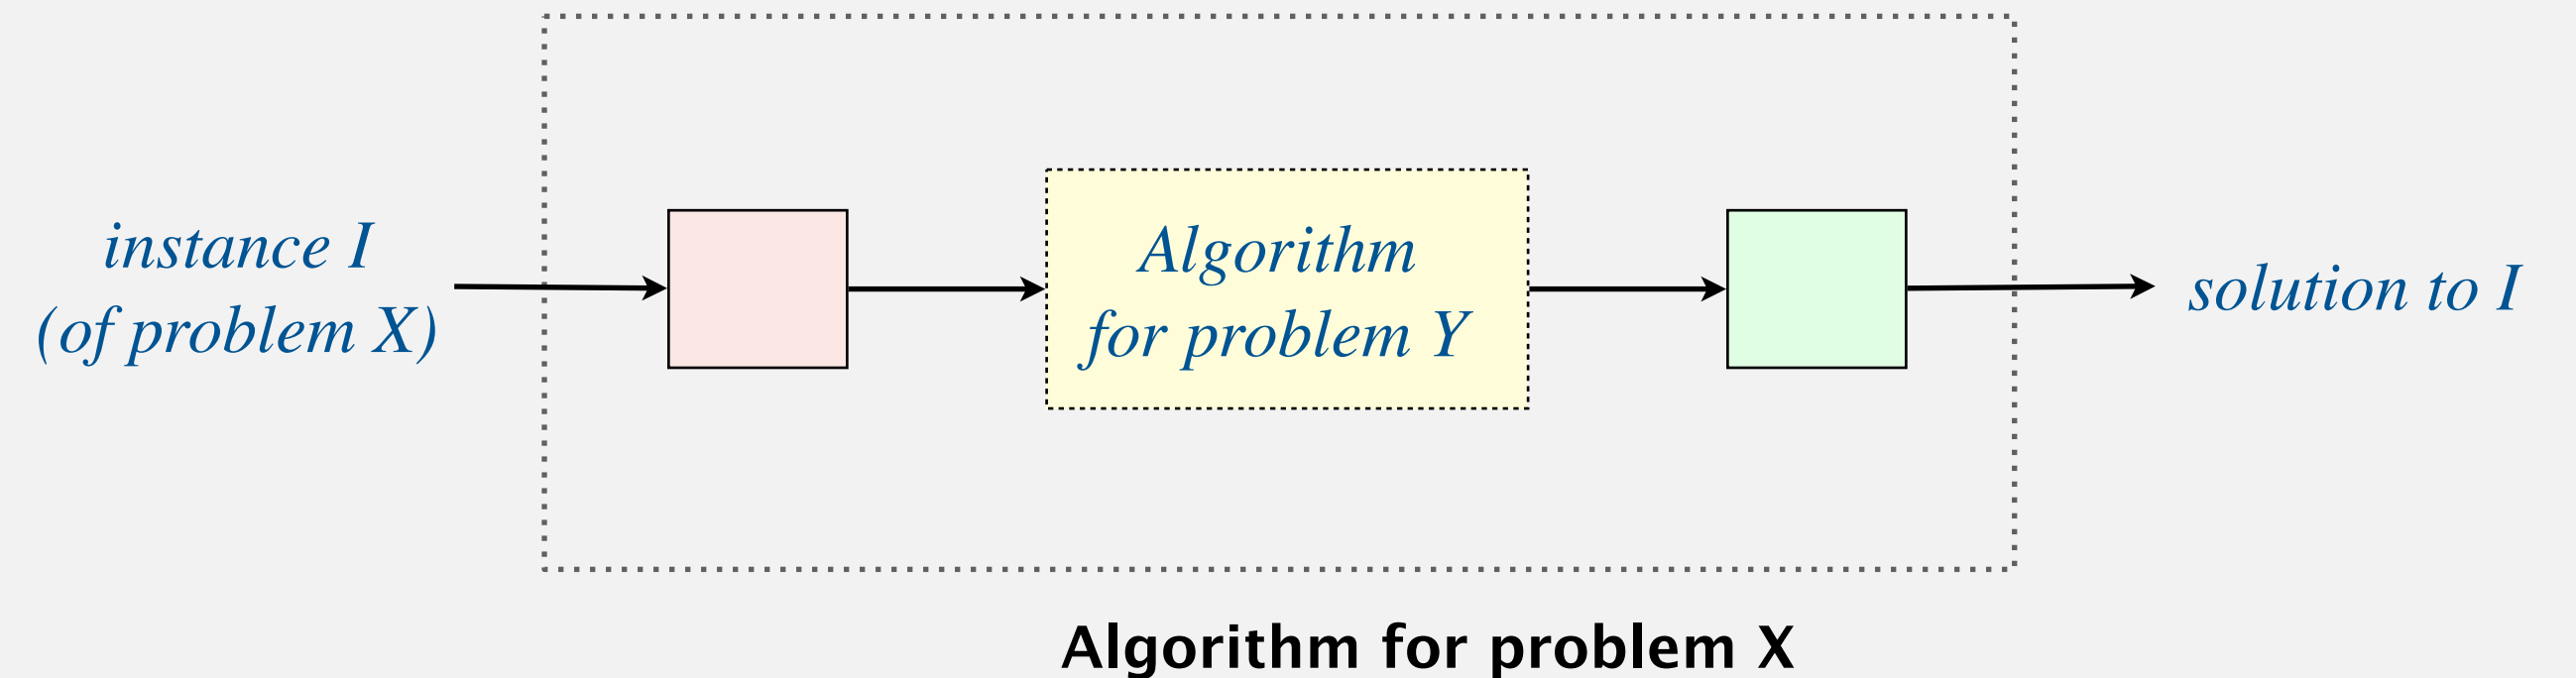 instance I
(of problem X)
Algorithm
for problem Y
solution to I
Algorithm for problem X